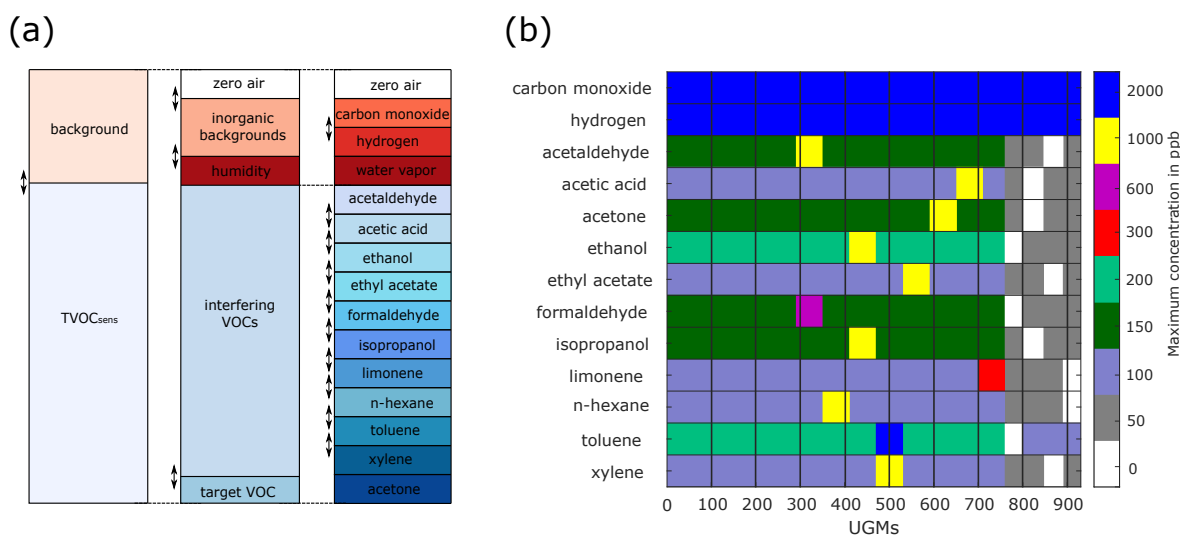 (a)
background
TVOCsens
zero air
inorganic
backgrounds
humidity
interfering
VOCs
target VOC
zero air
carbon monoxide
hydrogen
water vapor
acetaldehyde
acetic acid
ethanol
ethyl acetate
formaldehyde
isopropanol
limonene
n-hexane
toluene
xylene
acetone
(b)
carbon monoxide
hydrogen
acetaldehyde
acetic acid
acetone
ethanol
ethyl acetate
formaldehyde
isopropanol
limonene
n-hexane
toluene
xylene
0 100 200 300 400 500 600 700 800 900
UGMs
2000
1000
600
300
200
150
100
50
0
Maximum concentration in ppb